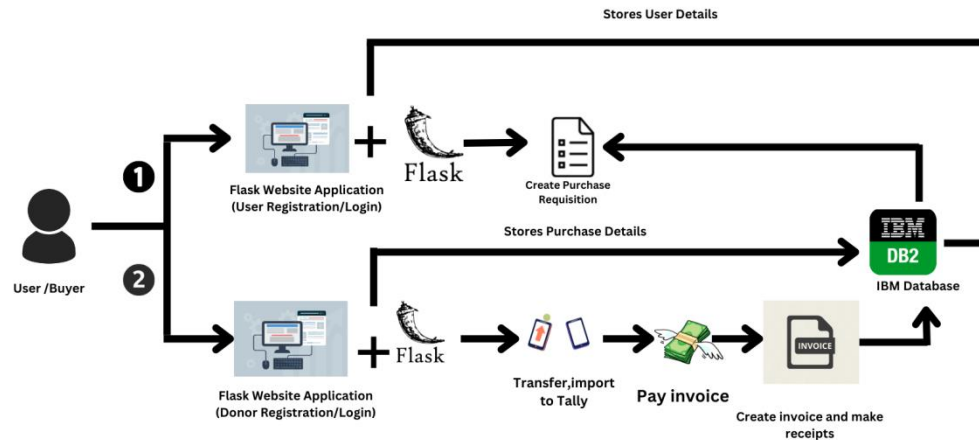 Stores User Details
1
Flask
Flask Website Application
(User Registration/Login)
Create Purchase
Requisition
Stores Purchase Details
IBM
DB2
IBM Database
User /Buyer
2
Flask
INVOICE
Flask Website Application
(Donor Registration/Login)
Transfer,import
to Tally
Pay invoice
Create invoice and make
receipts